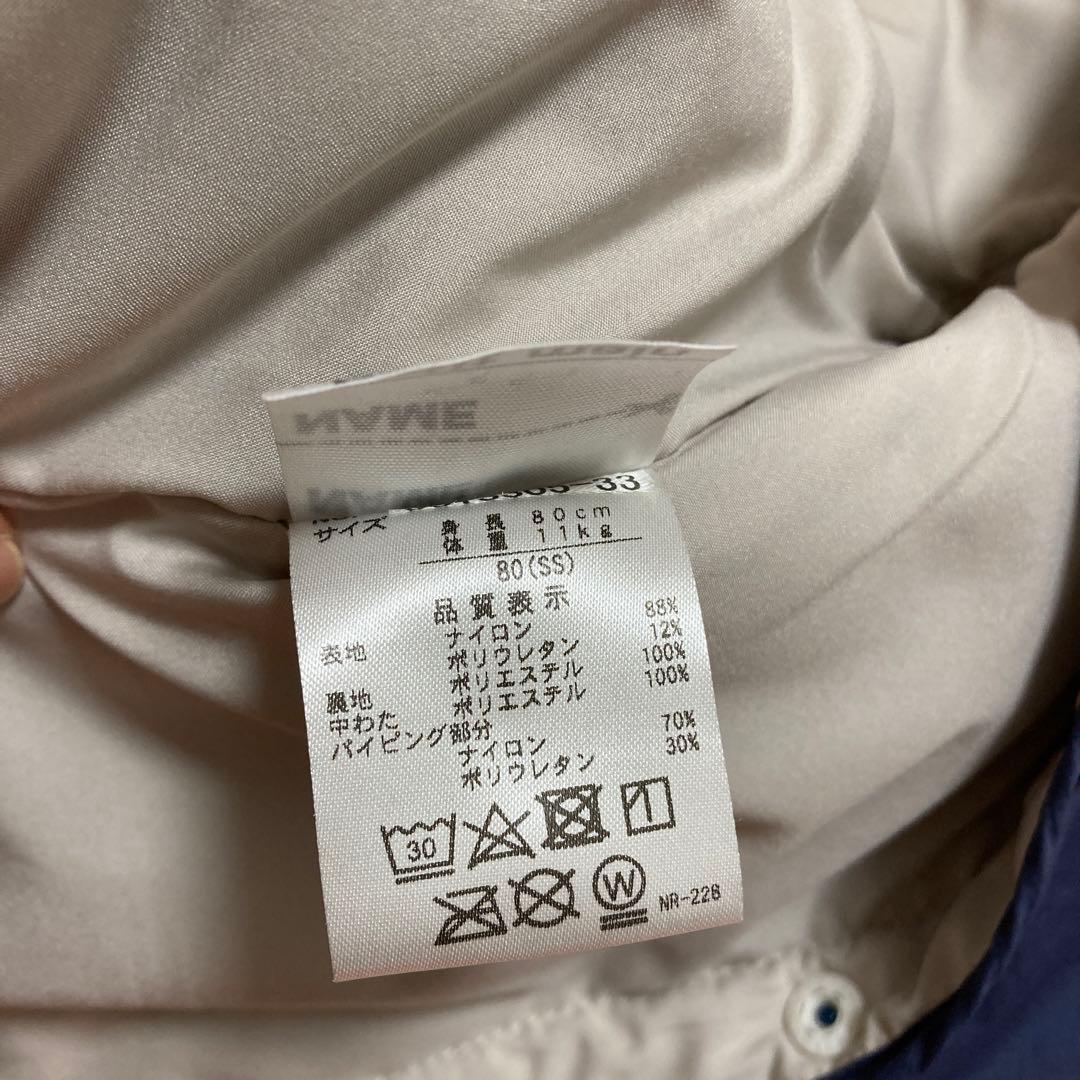 NAME
サイズ
身長 80cm
体重 11kg
80(SS)
品質表示
表地 ナイロン 88%
ポリウレタン 12%
裏地 ポリエステル 100%
中わた ポリエステル 100%
パイピング部分
ナイロン 70%
ポリウレタン 30%
30
W
NR-228